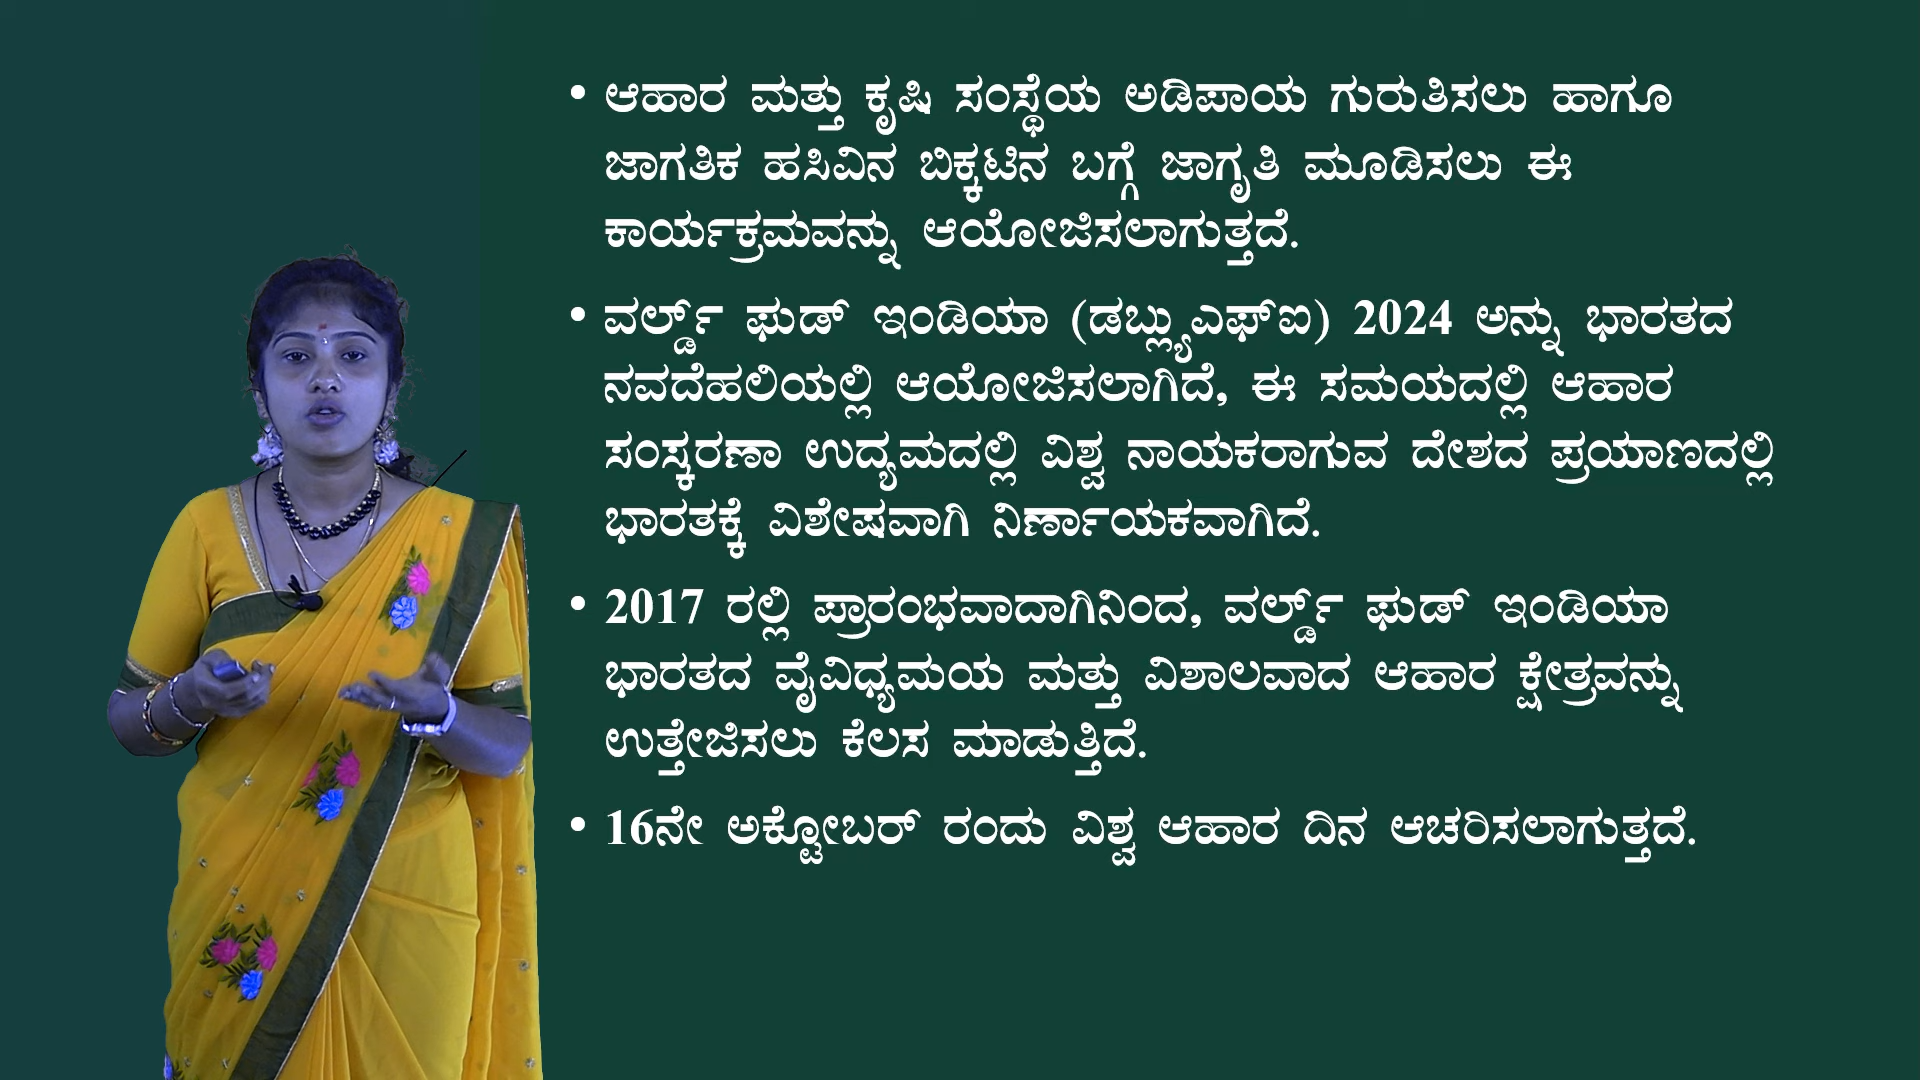 • ಆಹಾರ ಮತ್ತು ಕೃಷಿ ಸಂಸ್ಥೆಯ ಅಡಿಪಾಯ ಗುರುತಿಸಲು ಹಾಗೂ
ಜಾಗತಿಕ ಹಸಿವಿನ ಬಿಕ್ಕಟಿನ ಬಗ್ಗೆ ಜಾಗೃತಿ ಮೂಡಿಸಲು ಈ
ಕಾರ್ಯಕ್ರಮವನ್ನು ಆಯೋಜಿಸಲಾಗುತ್ತದೆ.
• ವರ್ಲ್ಡ್ ಫುಡ್ ಇಂಡಿಯಾ (ಡಬ್ಲ್ಯುಎಫ್ಐ) 2024 ಅನ್ನು ಭಾರತದ
ನವದೆಹಲಿಯಲ್ಲಿ ಆಯೋಜಿಸಲಾಗಿದೆ, ಈ ಸಮಯದಲ್ಲಿ ಆಹಾರ
ಸಂಸ್ಕರಣಾ ಉದ್ಯಮದಲ್ಲಿ ವಿಶ್ವ ನಾಯಕರಾಗುವ ದೇಶದ ಪ್ರಯಾಣದಲ್ಲಿ
ಭಾರತಕ್ಕೆ ವಿಶೇಷವಾಗಿ ನಿರ್ಣಾಯಕವಾಗಿದೆ.
• 2017 ರಲ್ಲಿ ಪ್ರಾರಂಭವಾದಾಗಿನಿಂದ, ವರ್ಲ್ಡ್ ಫುಡ್ ಇಂಡಿಯಾ
ಭಾರತದ ವೈವಿಧ್ಯಮಯ ಮತ್ತು ವಿಶಾಲವಾದ ಆಹಾರ ಕ್ಷೇತ್ರವನ್ನು
ಉತ್ತೇಜಿಸಲು ಕೆಲಸ ಮಾಡುತ್ತಿದೆ.
• 16ನೇ ಅಕ್ಟೋಬರ್ ರಂದು ವಿಶ್ವ ಆಹಾರ ದಿನ ಆಚರಿಸಲಾಗುತ್ತದೆ.